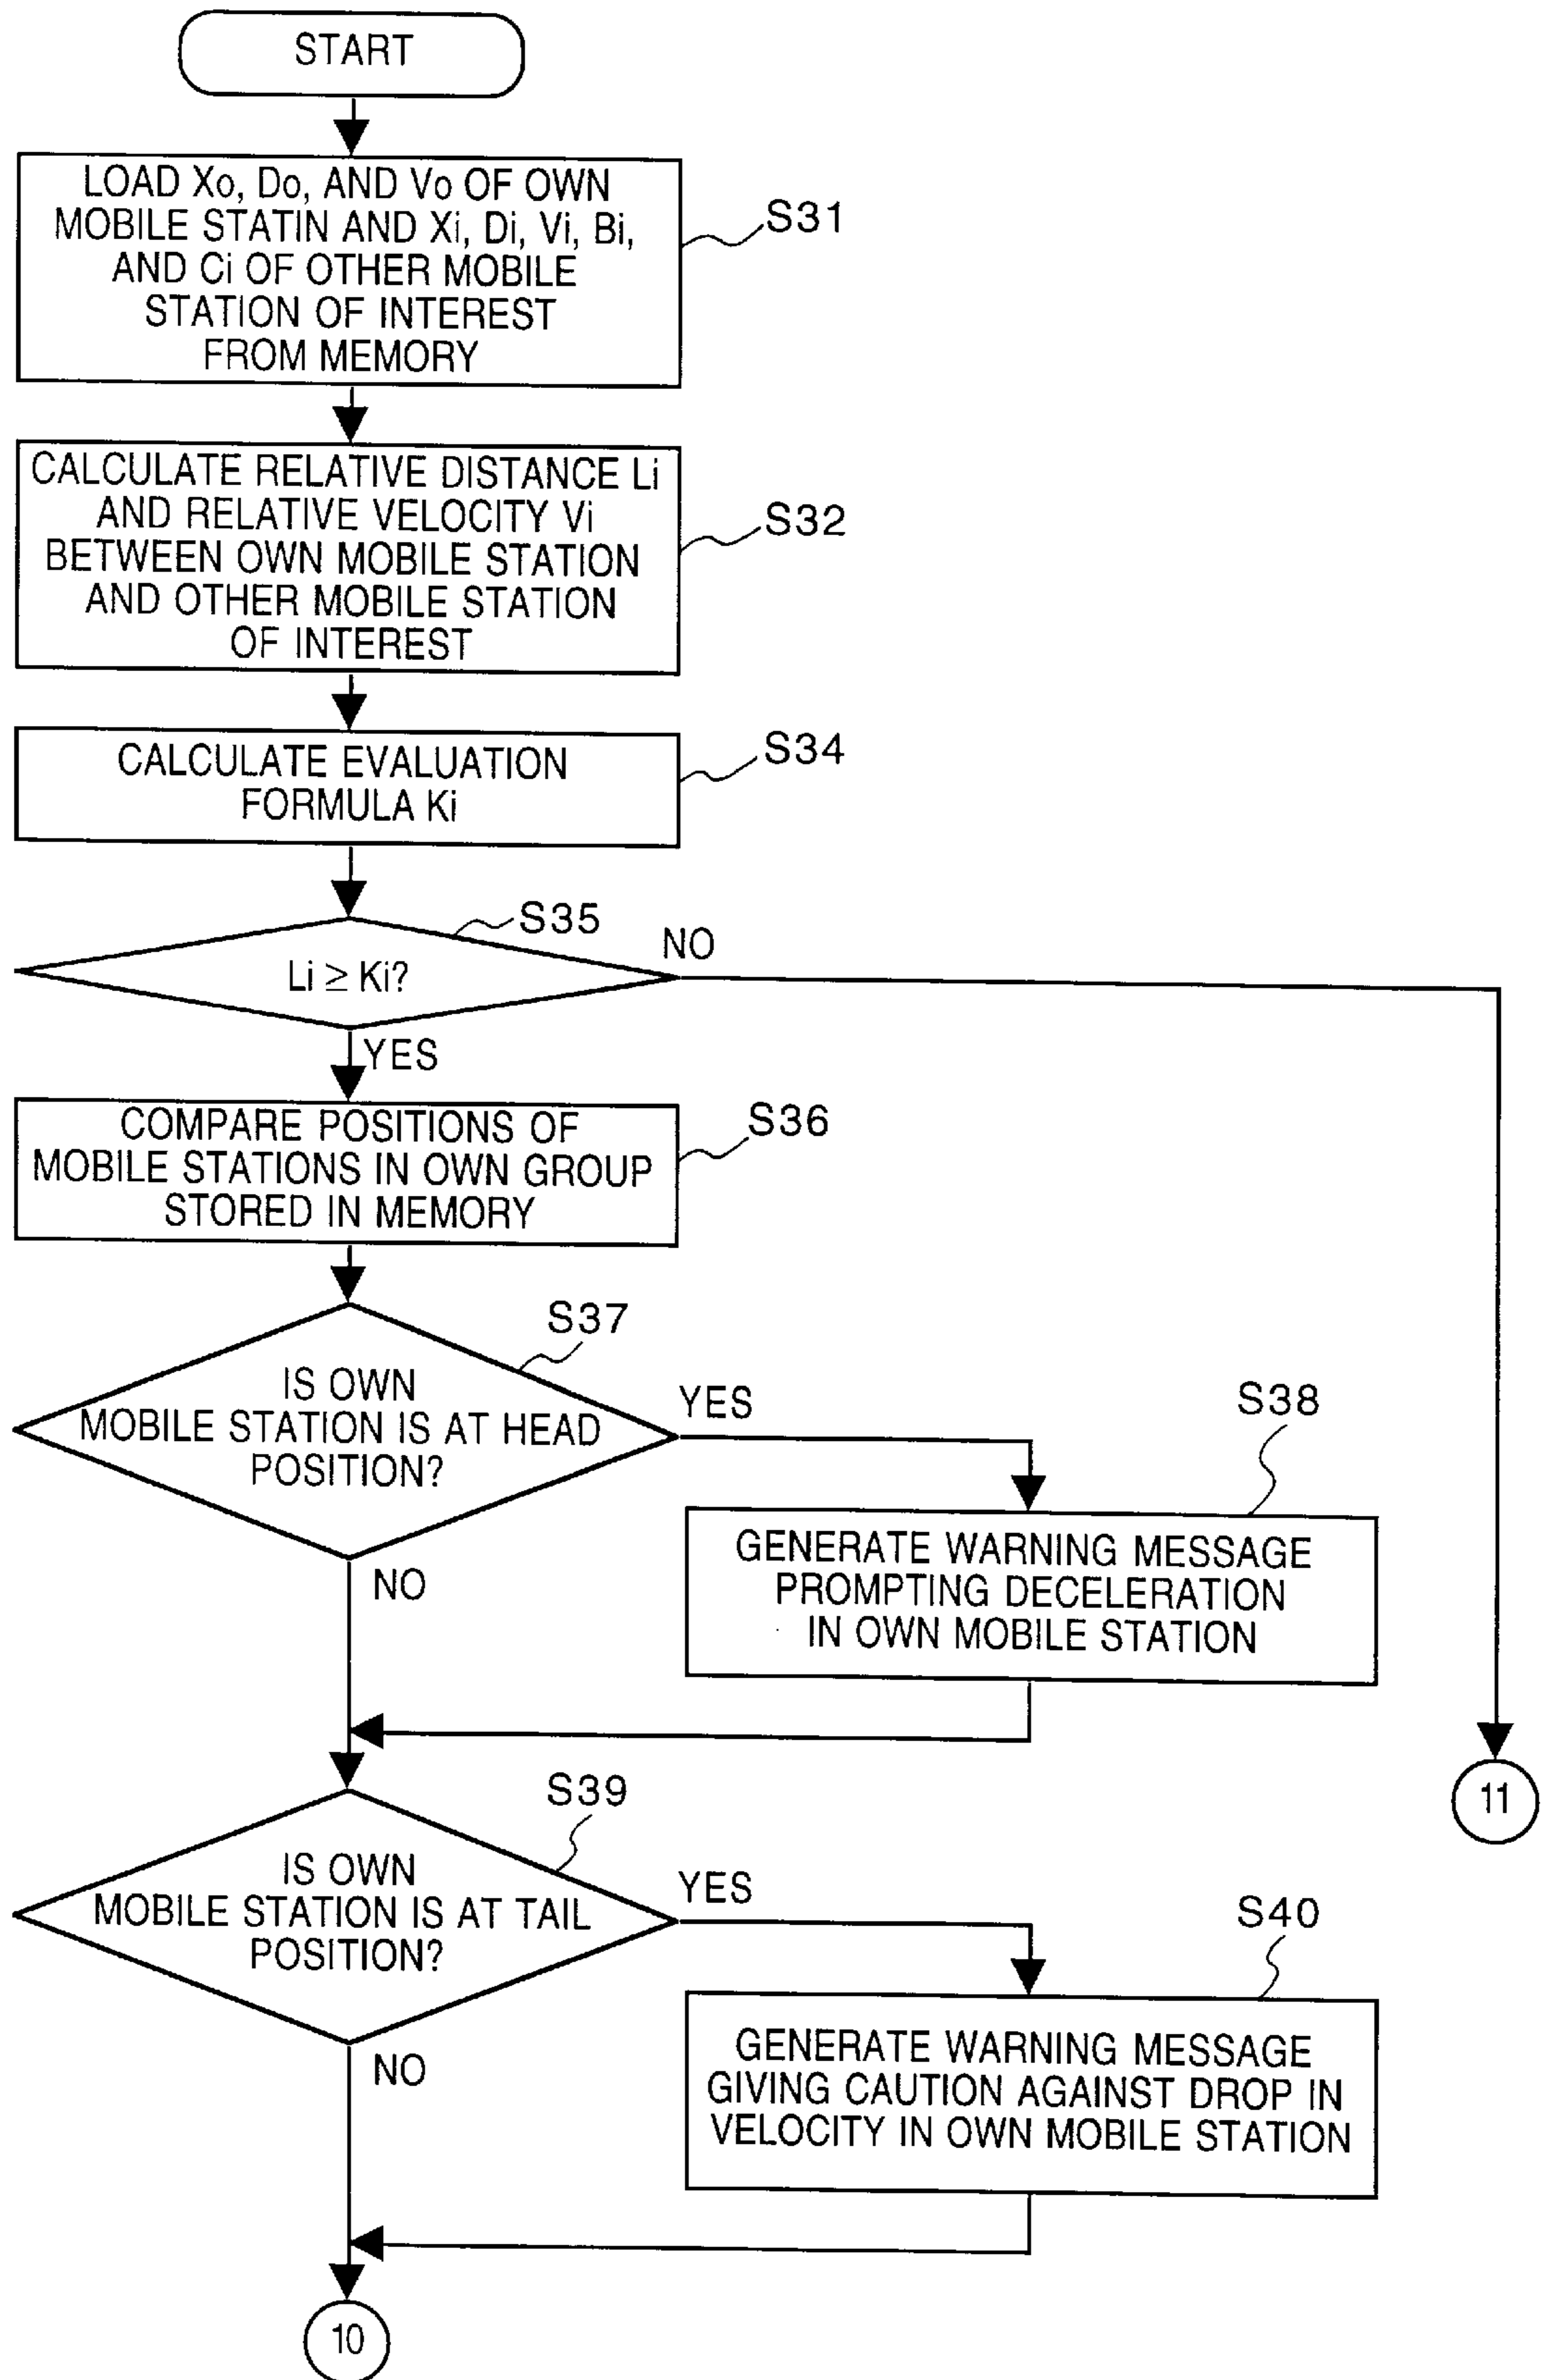 START
LOAD Xo, Do, AND Vo OF OWN
MOBILE STATIN AND Xi, Di, Vi, Bi,
AND Ci OF OTHER MOBILE
STATION OF INTEREST
FROM MEMORY
S31
CALCULATE RELATIVE DISTANCE Li
AND RELATIVE VELOCITY Vi
BETWEEN OWN MOBILE STATION
AND OTHER MOBILE STATION
OF INTEREST
S32
CALCULATE EVALUATION
FORMULA Ki
S34
S35
Li ≥ Ki?
NO
YES
COMPARE POSITIONS OF
MOBILE STATIONS IN OWN GROUP
STORED IN MEMORY
S36
S37
IS OWN
MOBILE STATION IS AT HEAD
POSITION?
YES
NO
S38
GENERATE WARNING MESSAGE
PROMPTING DECELERATION
IN OWN MOBILE STATION
11
S39
IS OWN
MOBILE STATION IS AT TAIL
POSITION?
YES
NO
S40
GENERATE WARNING MESSAGE
GIVING CAUTION AGAINST DROP IN
VELOCITY IN OWN MOBILE STATION
10